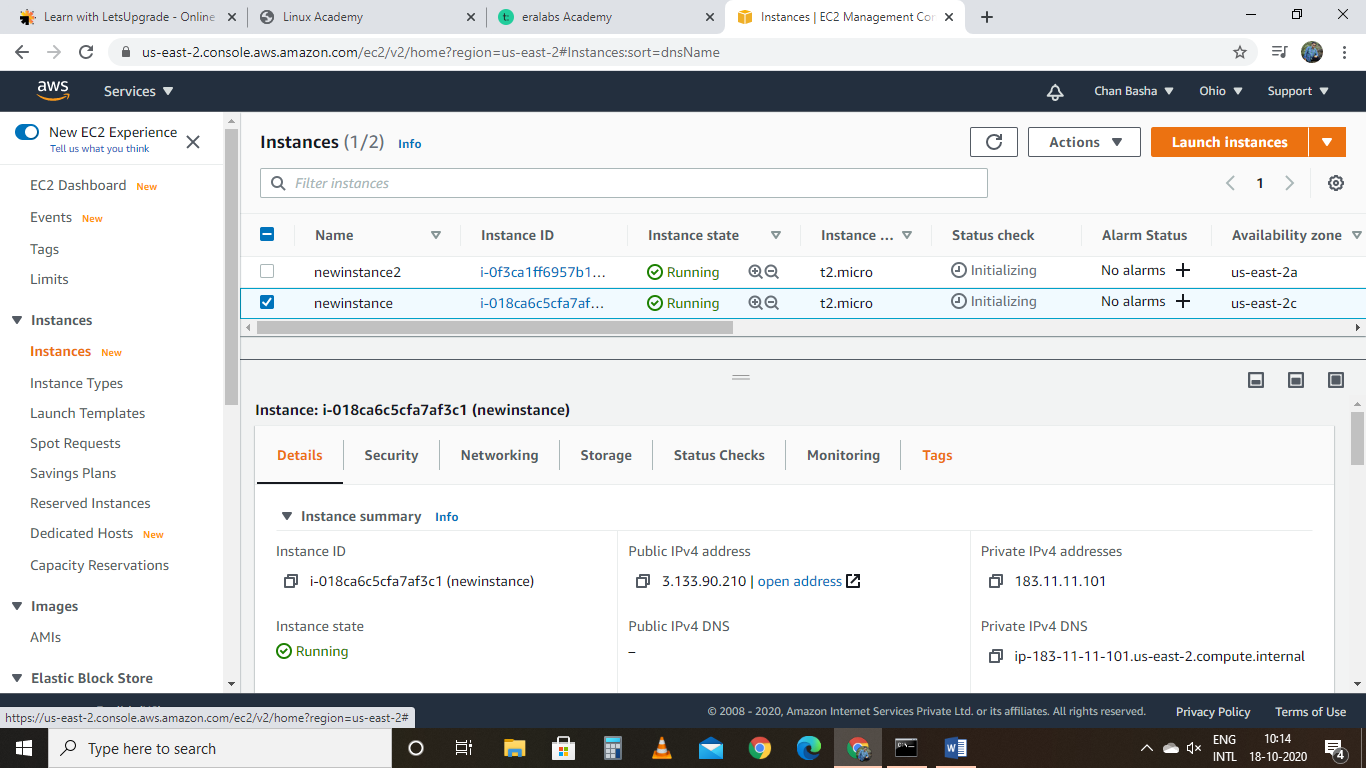 Learn with LetsUpgrade - Online
Linux Academy
eralabs Academy
Instances | EC2 Management Con
us-east-2.console.aws.amazon.com/ec2/v2/home?region=us-east-2#Instances:sort=dnsName
aws
Services
Chan Basha
Ohio
Support
New EC2 Experience
Tell us what you think
EC2 Dashboard New
Events New
Tags
Limits
Instances
Instances New
Instance Types
Launch Templates
Spot Requests
Savings Plans
Reserved Instances
Dedicated Hosts New
Capacity Reservations
Images
AMIs
Elastic Block Store
Instances (1/2) Info
Actions
Launch instances
Filter instances
1
Name Instance ID Instance state Instance ... Status check Alarm Status Availability zone
newinstance2 i-0f3ca1ff6957b1... Running t2.micro Initializing No alarms us-east-2a
newinstance i-018ca6c5cfa7af... Running t2.micro Initializing No alarms us-east-2c
Instance: i-018ca6c5cfa7af3c1 (newinstance)
Details Security Networking Storage Status Checks Monitoring Tags
Instance summary Info
Instance ID Public IPv4 address Private IPv4 addresses
i-018ca6c5cfa7af3c1 (newinstance) 3.133.90.210 | open address 183.11.11.101
Instance state Public IPv4 DNS Private IPv4 DNS
Running – ip-183-11-11-101.us-east-2.compute.internal
https://us-east-2.console.aws.amazon.com/ec2/v2/home?region=us-east-2#
© 2008 - 2020, Amazon Internet Services Private Ltd. or its affiliates. All rights reserved. Privacy Policy Terms of Use
Type here to search
ENG
INTL
10:14
18-10-2020
4